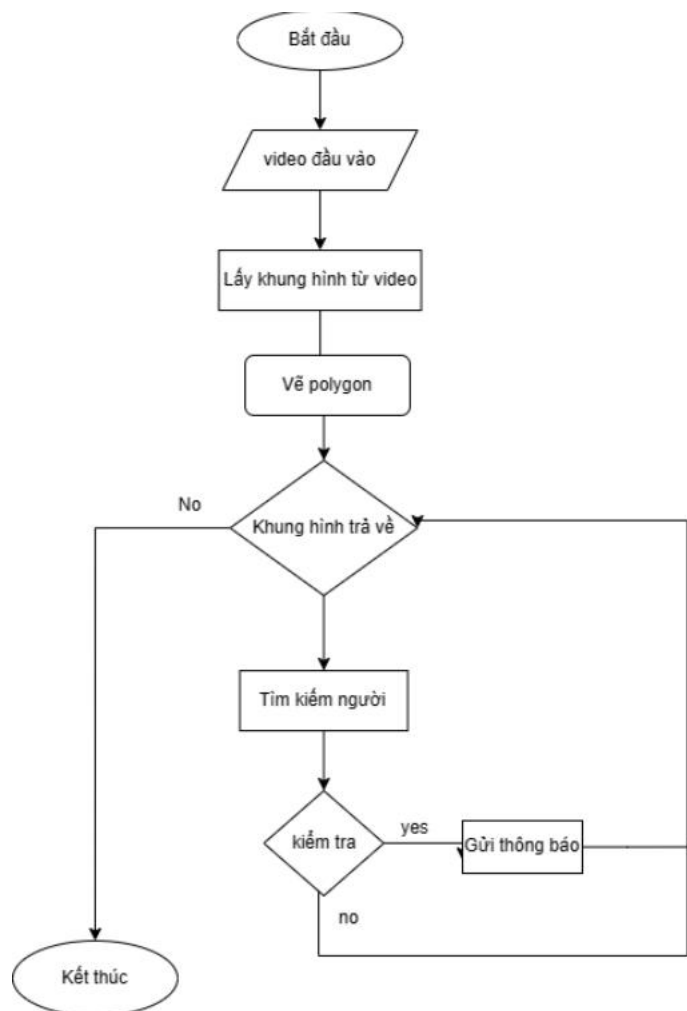 Bắt đầu
video đầu vào
Lấy khung hình từ video
Vẽ polygon
No
Khung hình trả về
Tìm kiếm người
kiểm tra
yes
Gửi thông báo
no
Kết thúc